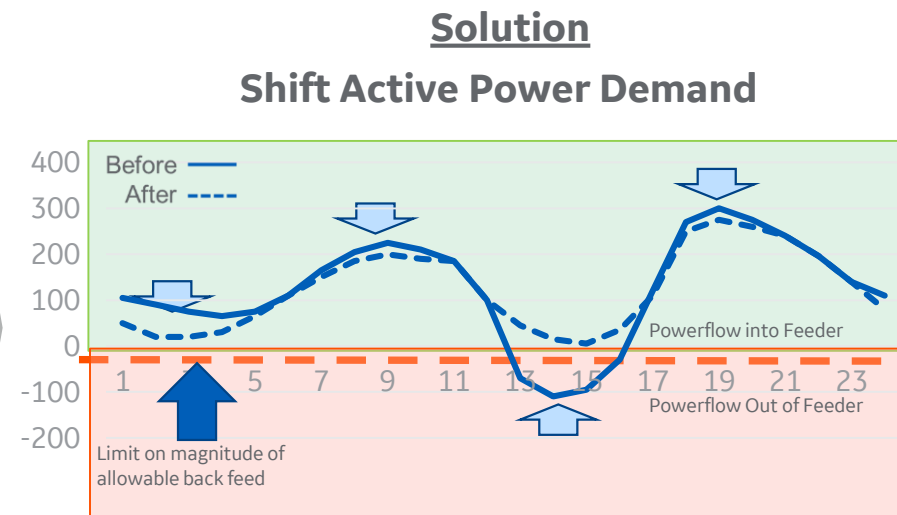 Solution
Shift Active Power Demand
400
300
200
100
0
-100
-200
Before
After
Powerflow into Feeder
1 3 5 7 9 11 13 15 17 19 21 23
Powerflow Out of Feeder
Limit on magnitude of
allowable back feed